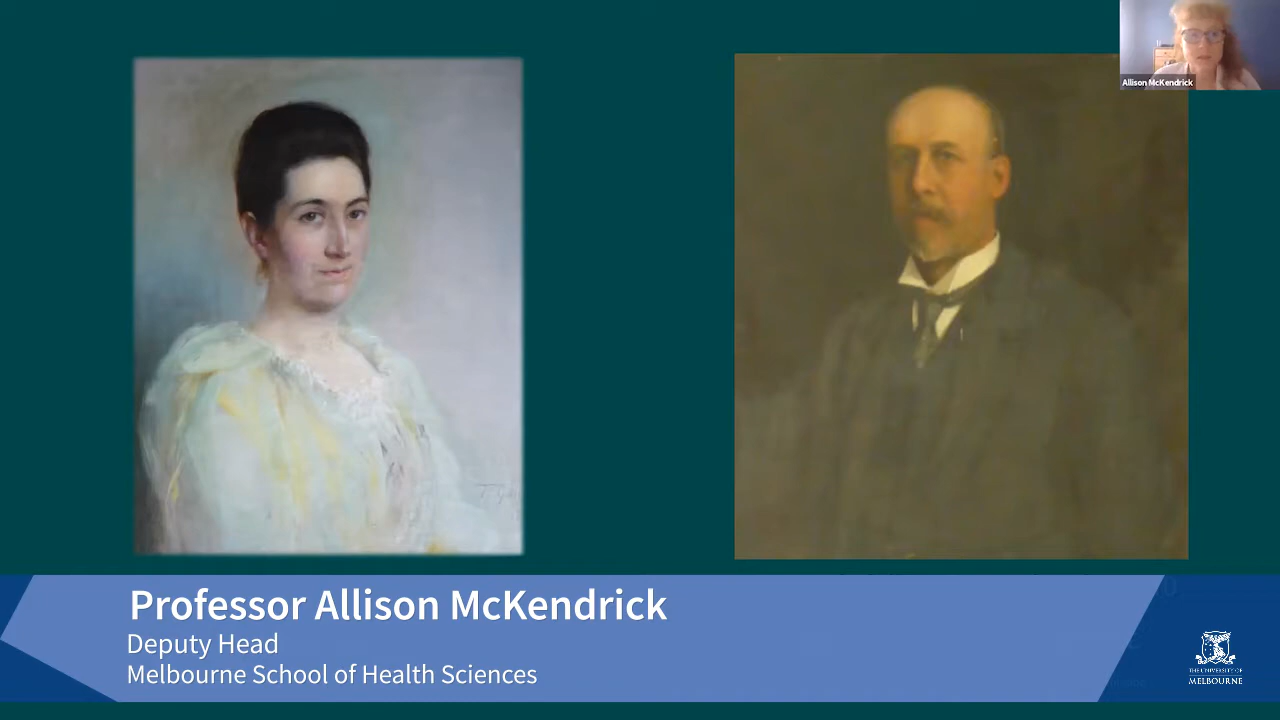 Allison McKendrick
Professor Allison McKendrick
Deputy Head
Melbourne School of Health Sciences
THE UNIVERSITY OF
MELBOURNE